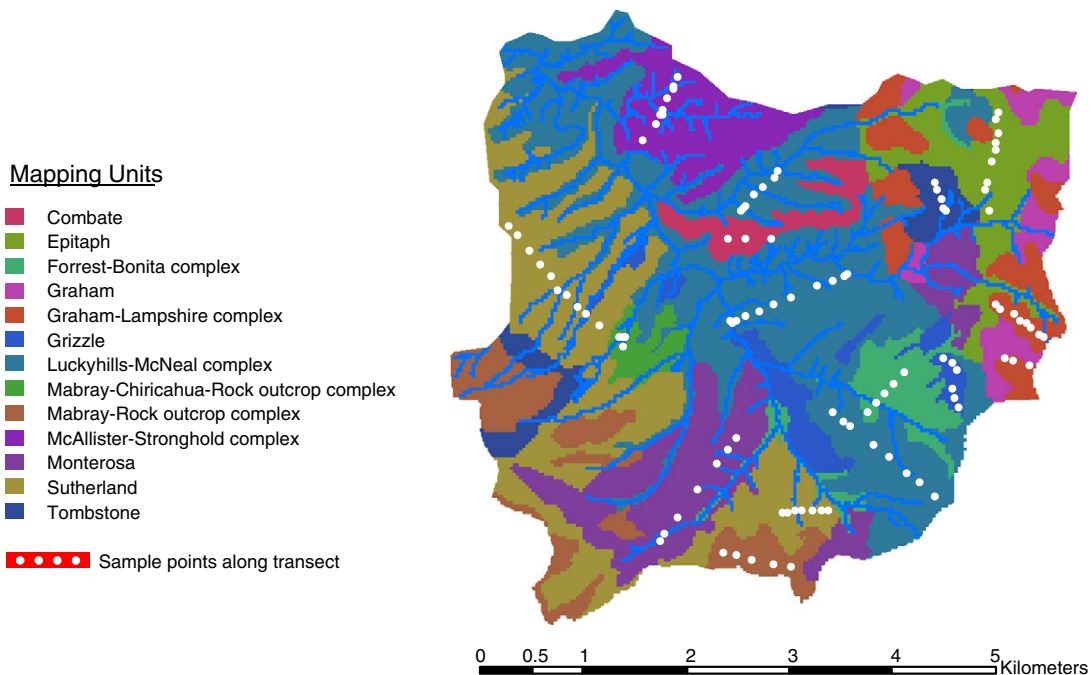 Mapping Units
Combate
Epitaph
Forrest-Bonita complex
Graham
Graham-Lampshire complex
Grizzle
Luckyhills-McNeal complex
Mabray-Chiricahua-Rock outcrop complex
Mabray-Rock outcrop complex
McAllister-Stronghold complex
Monterosa
Sutherland
Tombstone
Sample points along transect
0 0.5 1 2 3 4 5
Kilometers